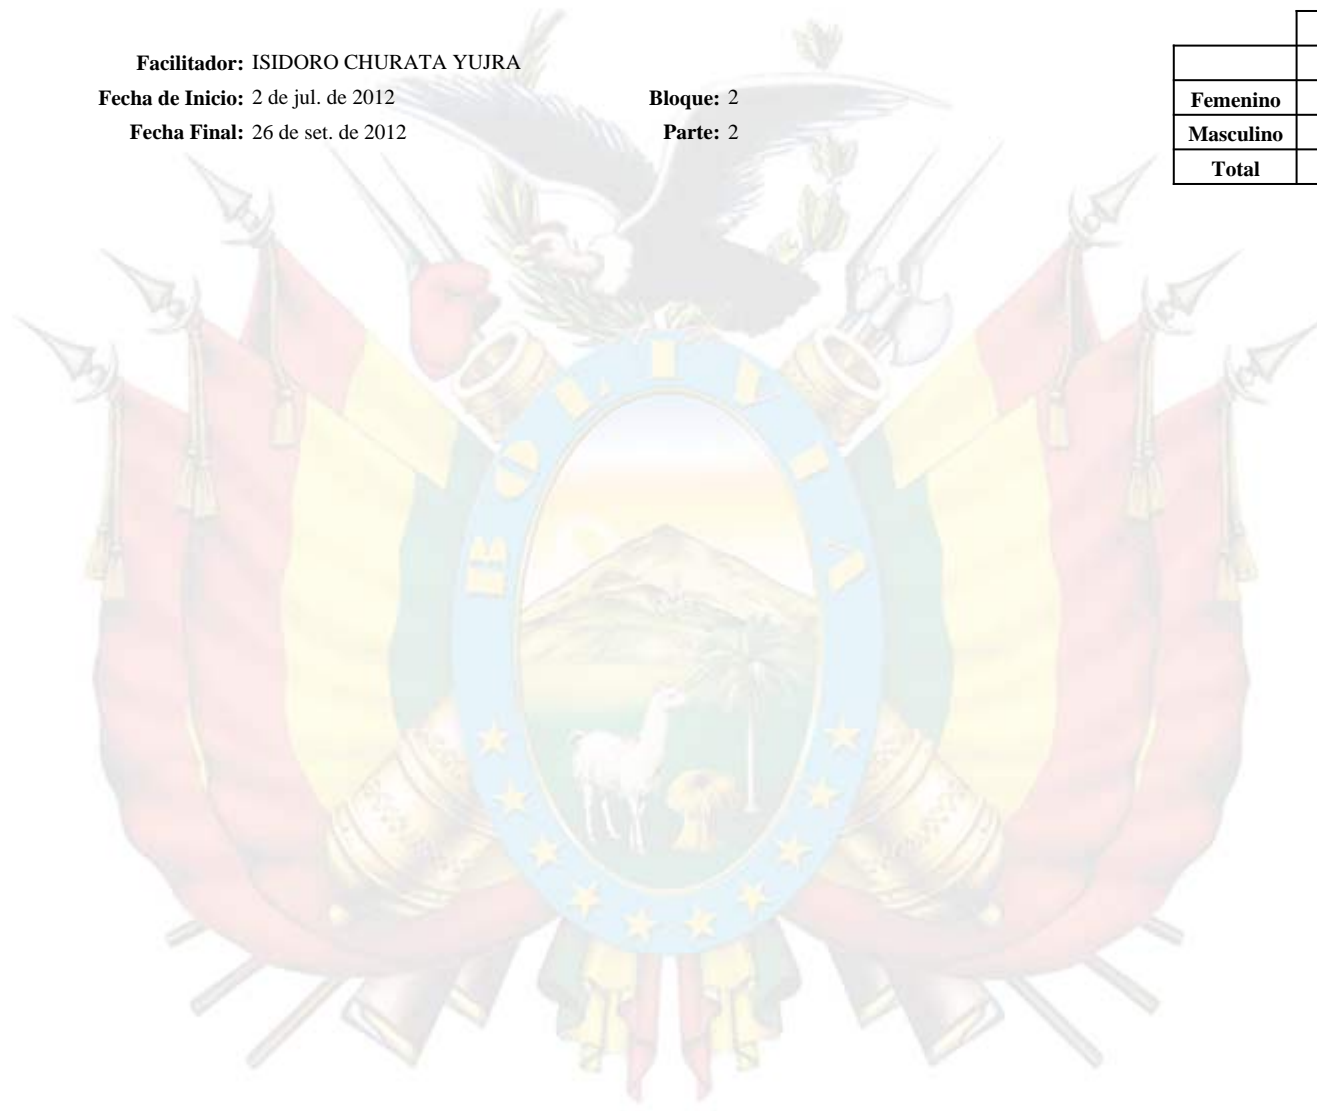 Facilitador: ISIDORO CHURATA YUJRA
Fecha de Inicio: 2 de jul. de 2012 Bloque: 2
Fecha Final: 26 de set. de 2012 Parte: 2
Femenino
Masculino
Total
BOLIVIA